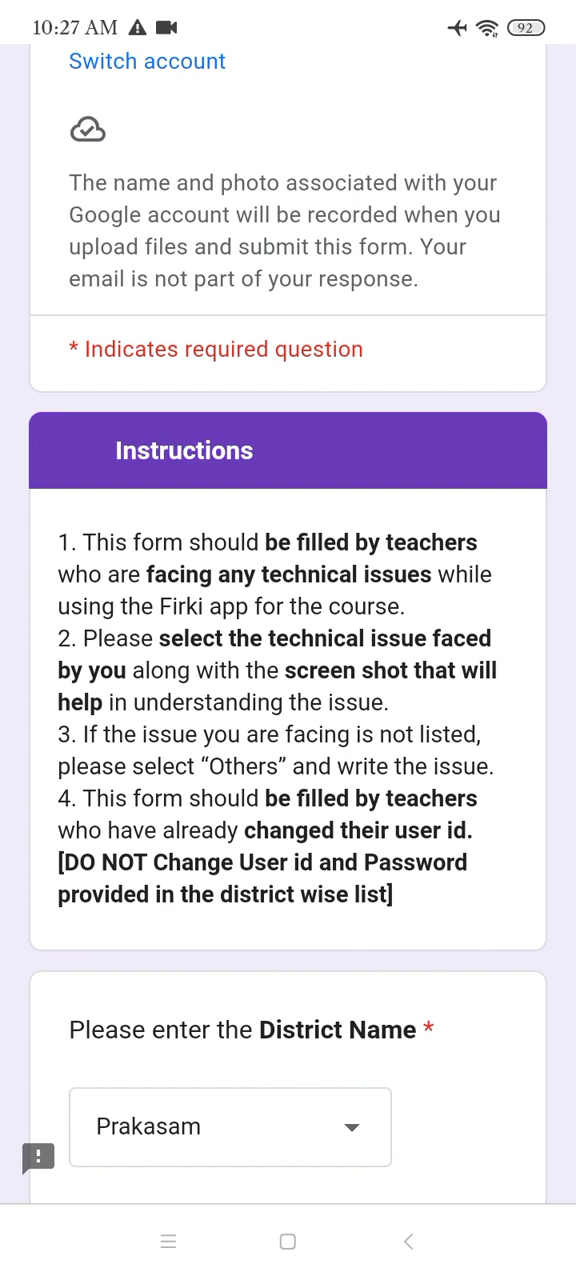 10:27 AM
92
Switch account
The name and photo associated with your
Google account will be recorded when you
upload files and submit this form. Your
email is not part of your response.
* Indicates required question
Instructions
1. This form should be filled by teachers
who are facing any technical issues while
using the Firki app for the course.
2. Please select the technical issue faced
by you along with the screen shot that will
help in understanding the issue.
3. If the issue you are facing is not listed,
please select “Others” and write the issue.
4. This form should be filled by teachers
who have already changed their user id.
[DO NOT Change User id and Password
provided in the district wise list]
Please enter the District Name *
Prakasam